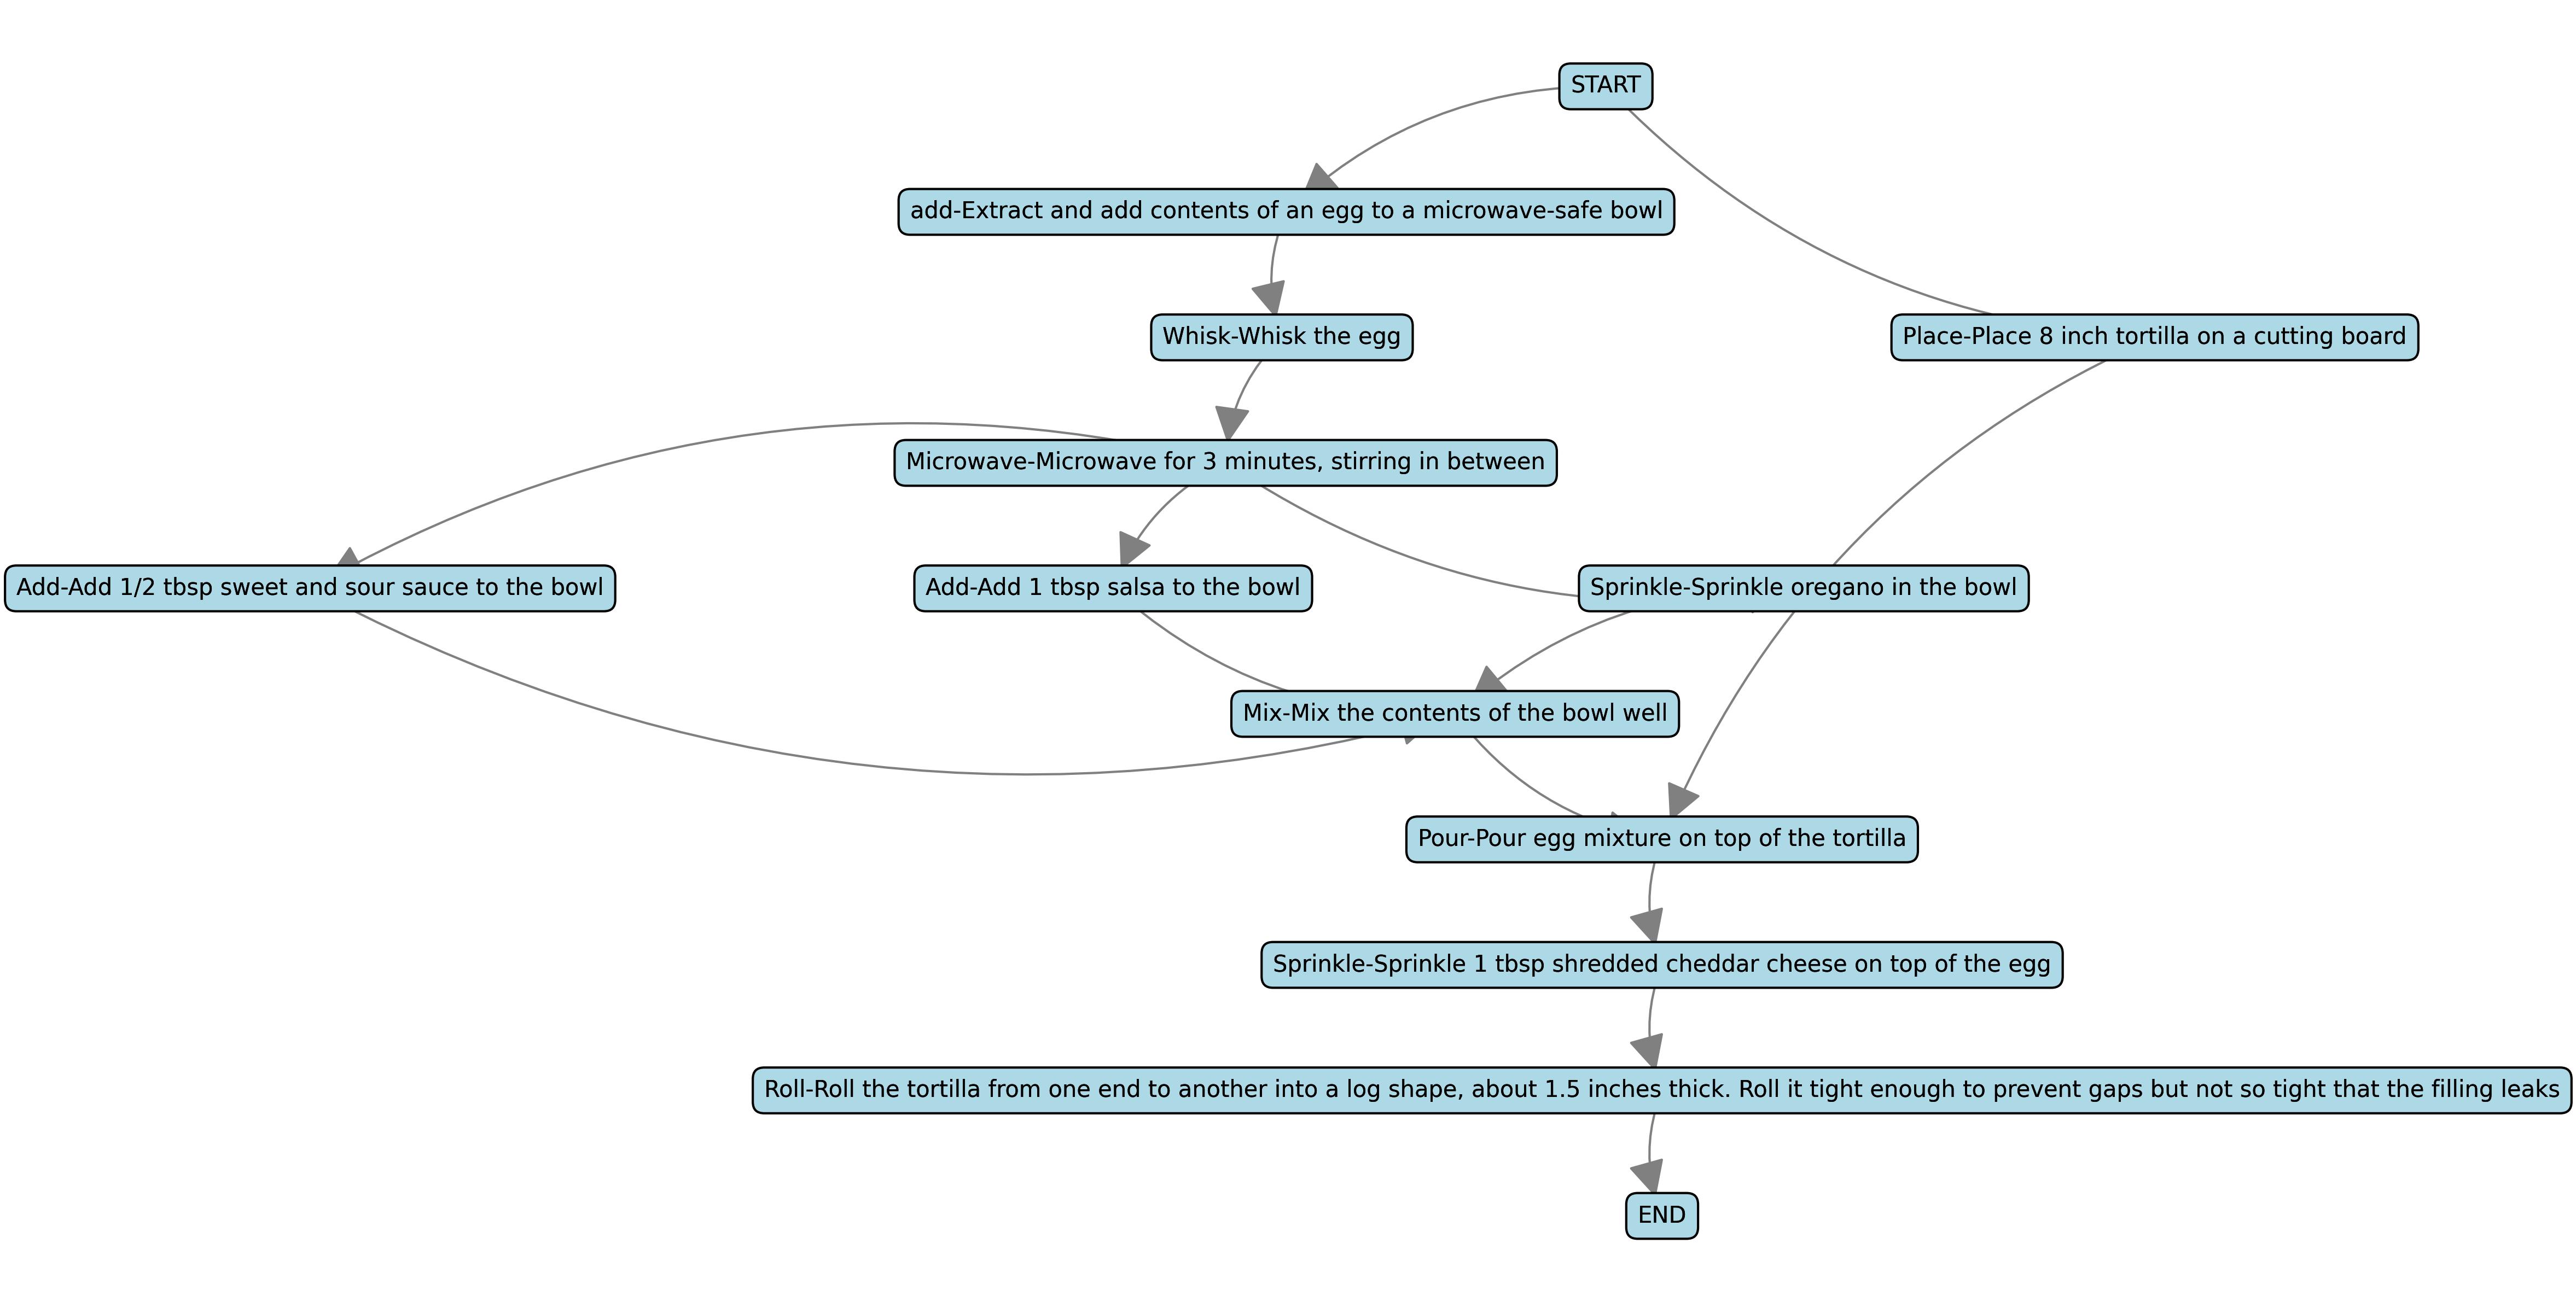 START
add-Extract and add contents of an egg to a microwave-safe bowl
Whisk-Whisk the egg
Place-Place 8 inch tortilla on a cutting board
Microwave-Microwave for 3 minutes, stirring in between
Add-Add 1/2 tbsp sweet and sour sauce to the bowl
Add-Add 1 tbsp salsa to the bowl
Sprinkle-Sprinkle oregano in the bowl
Mix-Mix the contents of the bowl well
Pour-Pour egg mixture on top of the tortilla
Sprinkle-Sprinkle 1 tbsp shredded cheddar cheese on top of the egg
Roll-Roll the tortilla from one end to another into a log shape, about 1.5 inches thick. Roll it tight enough to prevent gaps but not so tight that the filling leaks
END